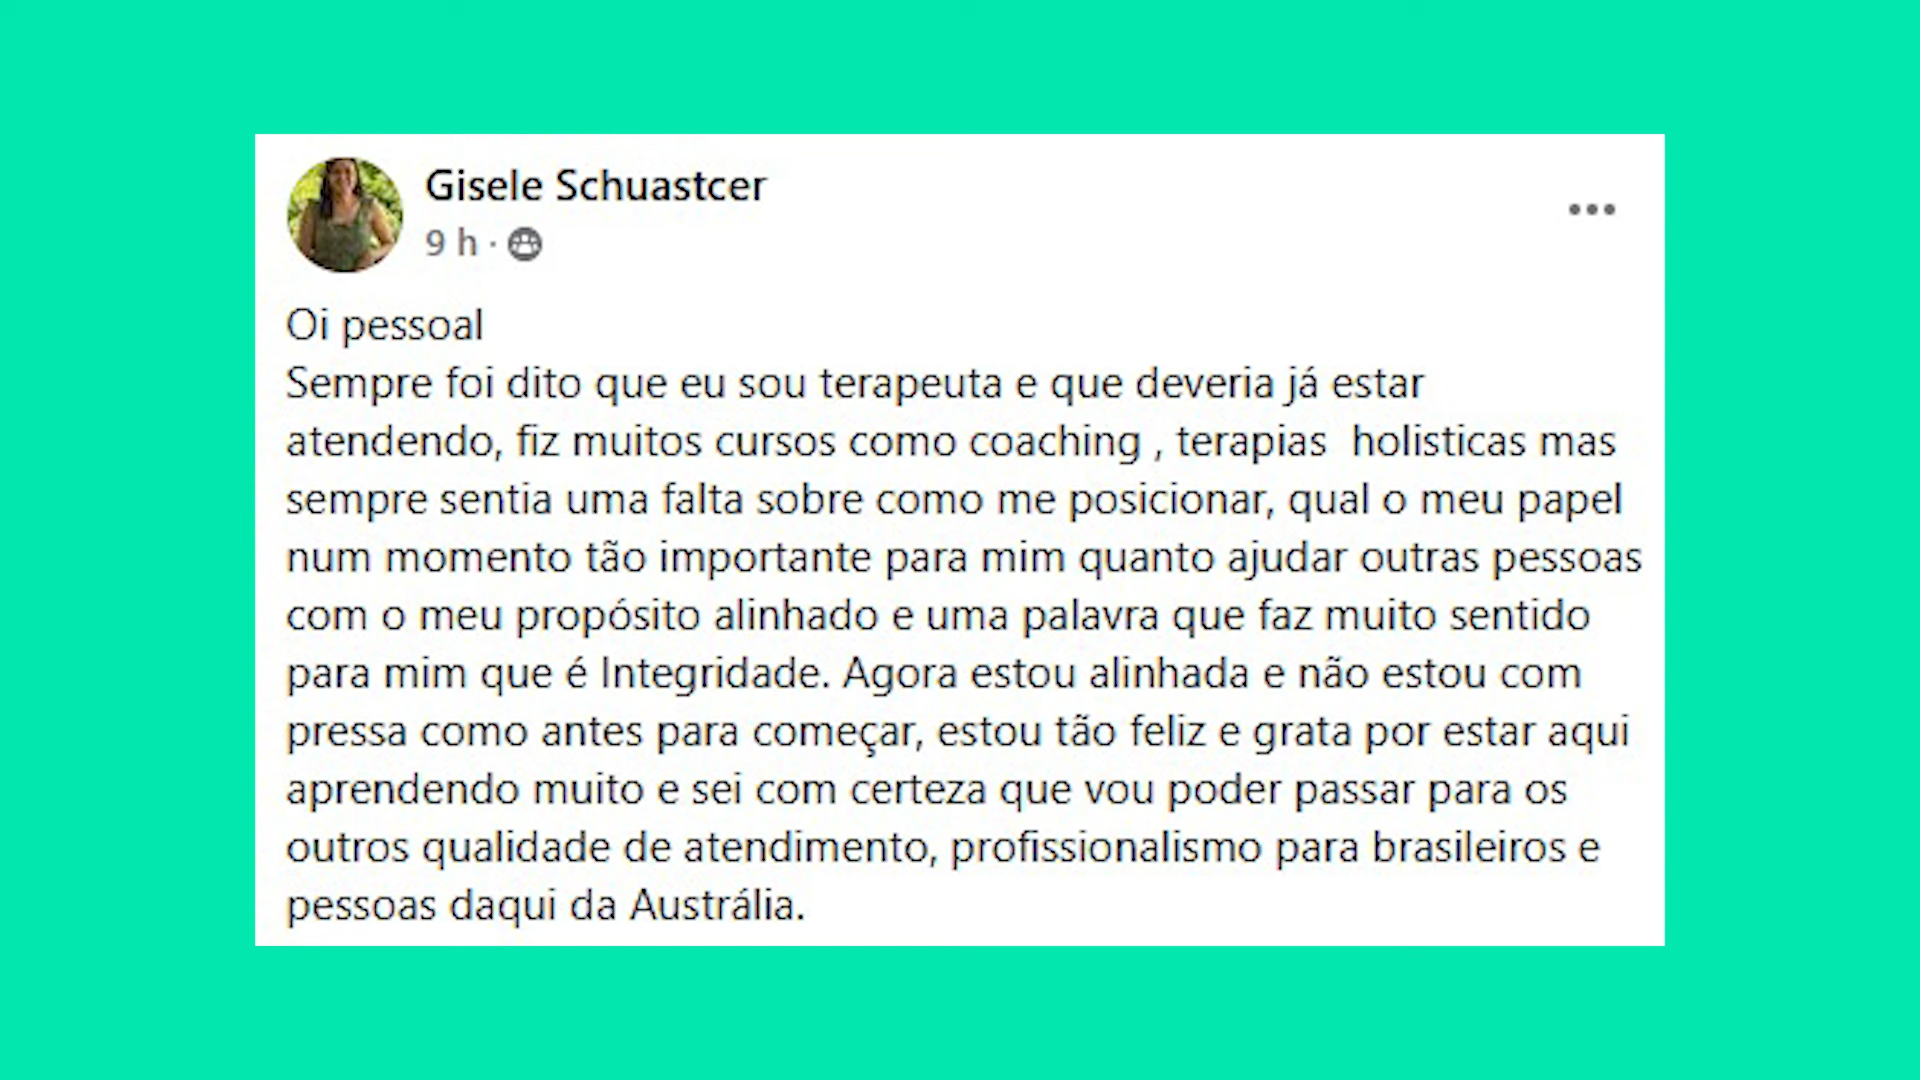 Gisele Schuastcer
9 h ·
Oi pessoal
Sempre foi dito que eu sou terapeuta e que deveria já estar
atendendo, fiz muitos cursos como coaching , terapias  holisticas mas
sempre sentia uma falta sobre como me posicionar, qual o meu papel
num momento tão importante para mim quanto ajudar outras pessoas
com o meu propósito alinhado e uma palavra que faz muito sentido
para mim que é Integridade. Agora estou alinhada e não estou com
pressa como antes para começar, estou tão feliz e grata por estar aqui
aprendendo muito e sei com certeza que vou poder passar para os
outros qualidade de atendimento, profissionalismo para brasileiros e
pessoas daqui da Austrália.